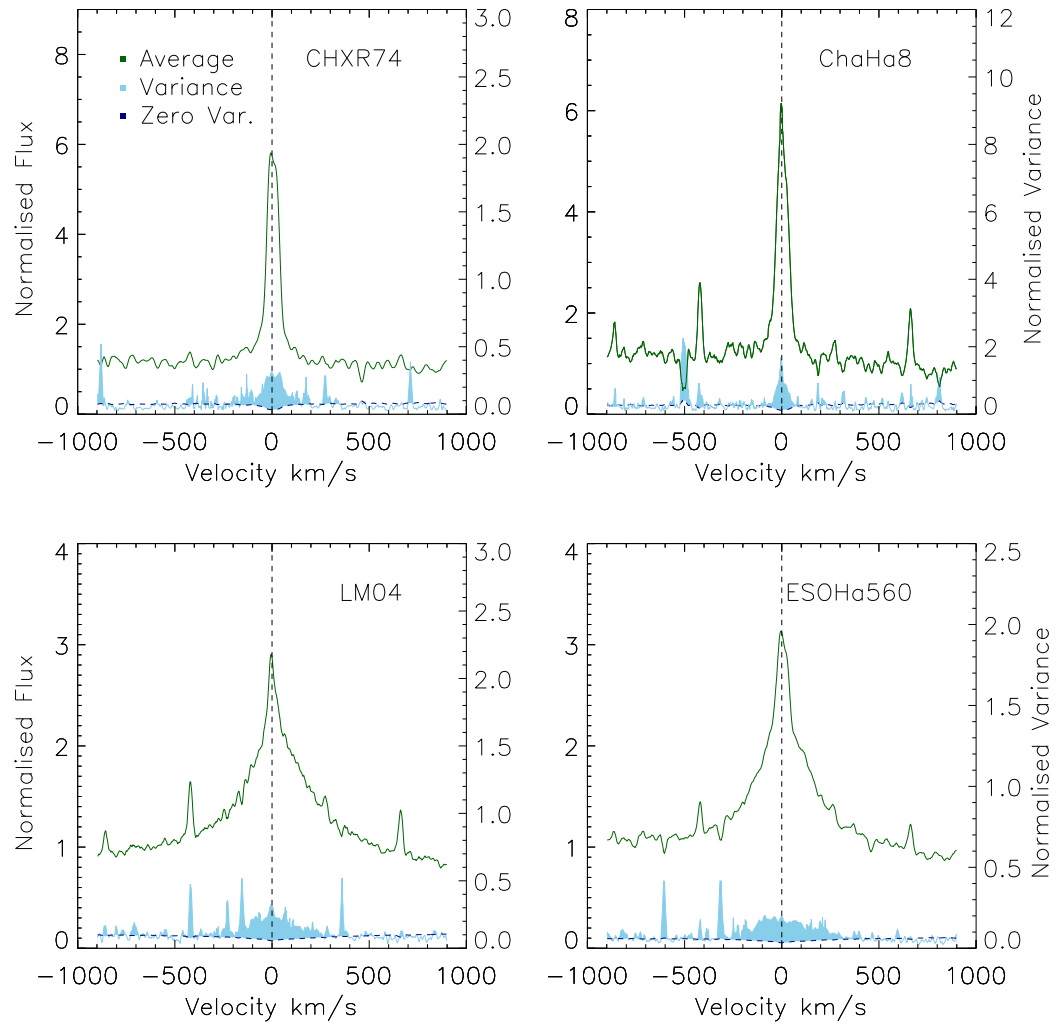 CHXR74
Average
Variance
Zero Var.
Normalised Flux
8
6
4
2
0
3.0
2.5
2.0
1.5
1.0
0.5
0.0
−1000 −500 0 500 1000
Velocity km/s
ChaHa8
8
6
4
2
0
12
10
8
6
4
2
0
Normalised Variance
−1000 −500 0 500 1000
Velocity km/s
LM04
Normalised Flux
4
3
2
1
0
3.0
2.5
2.0
1.5
1.0
0.5
0.0
−1000 −500 0 500 1000
Velocity km/s
ESOHa560
4
3
2
1
0
2.5
2.0
1.5
1.0
0.5
0.0
Normalised Variance
−1000 −500 0 500 1000
Velocity km/s